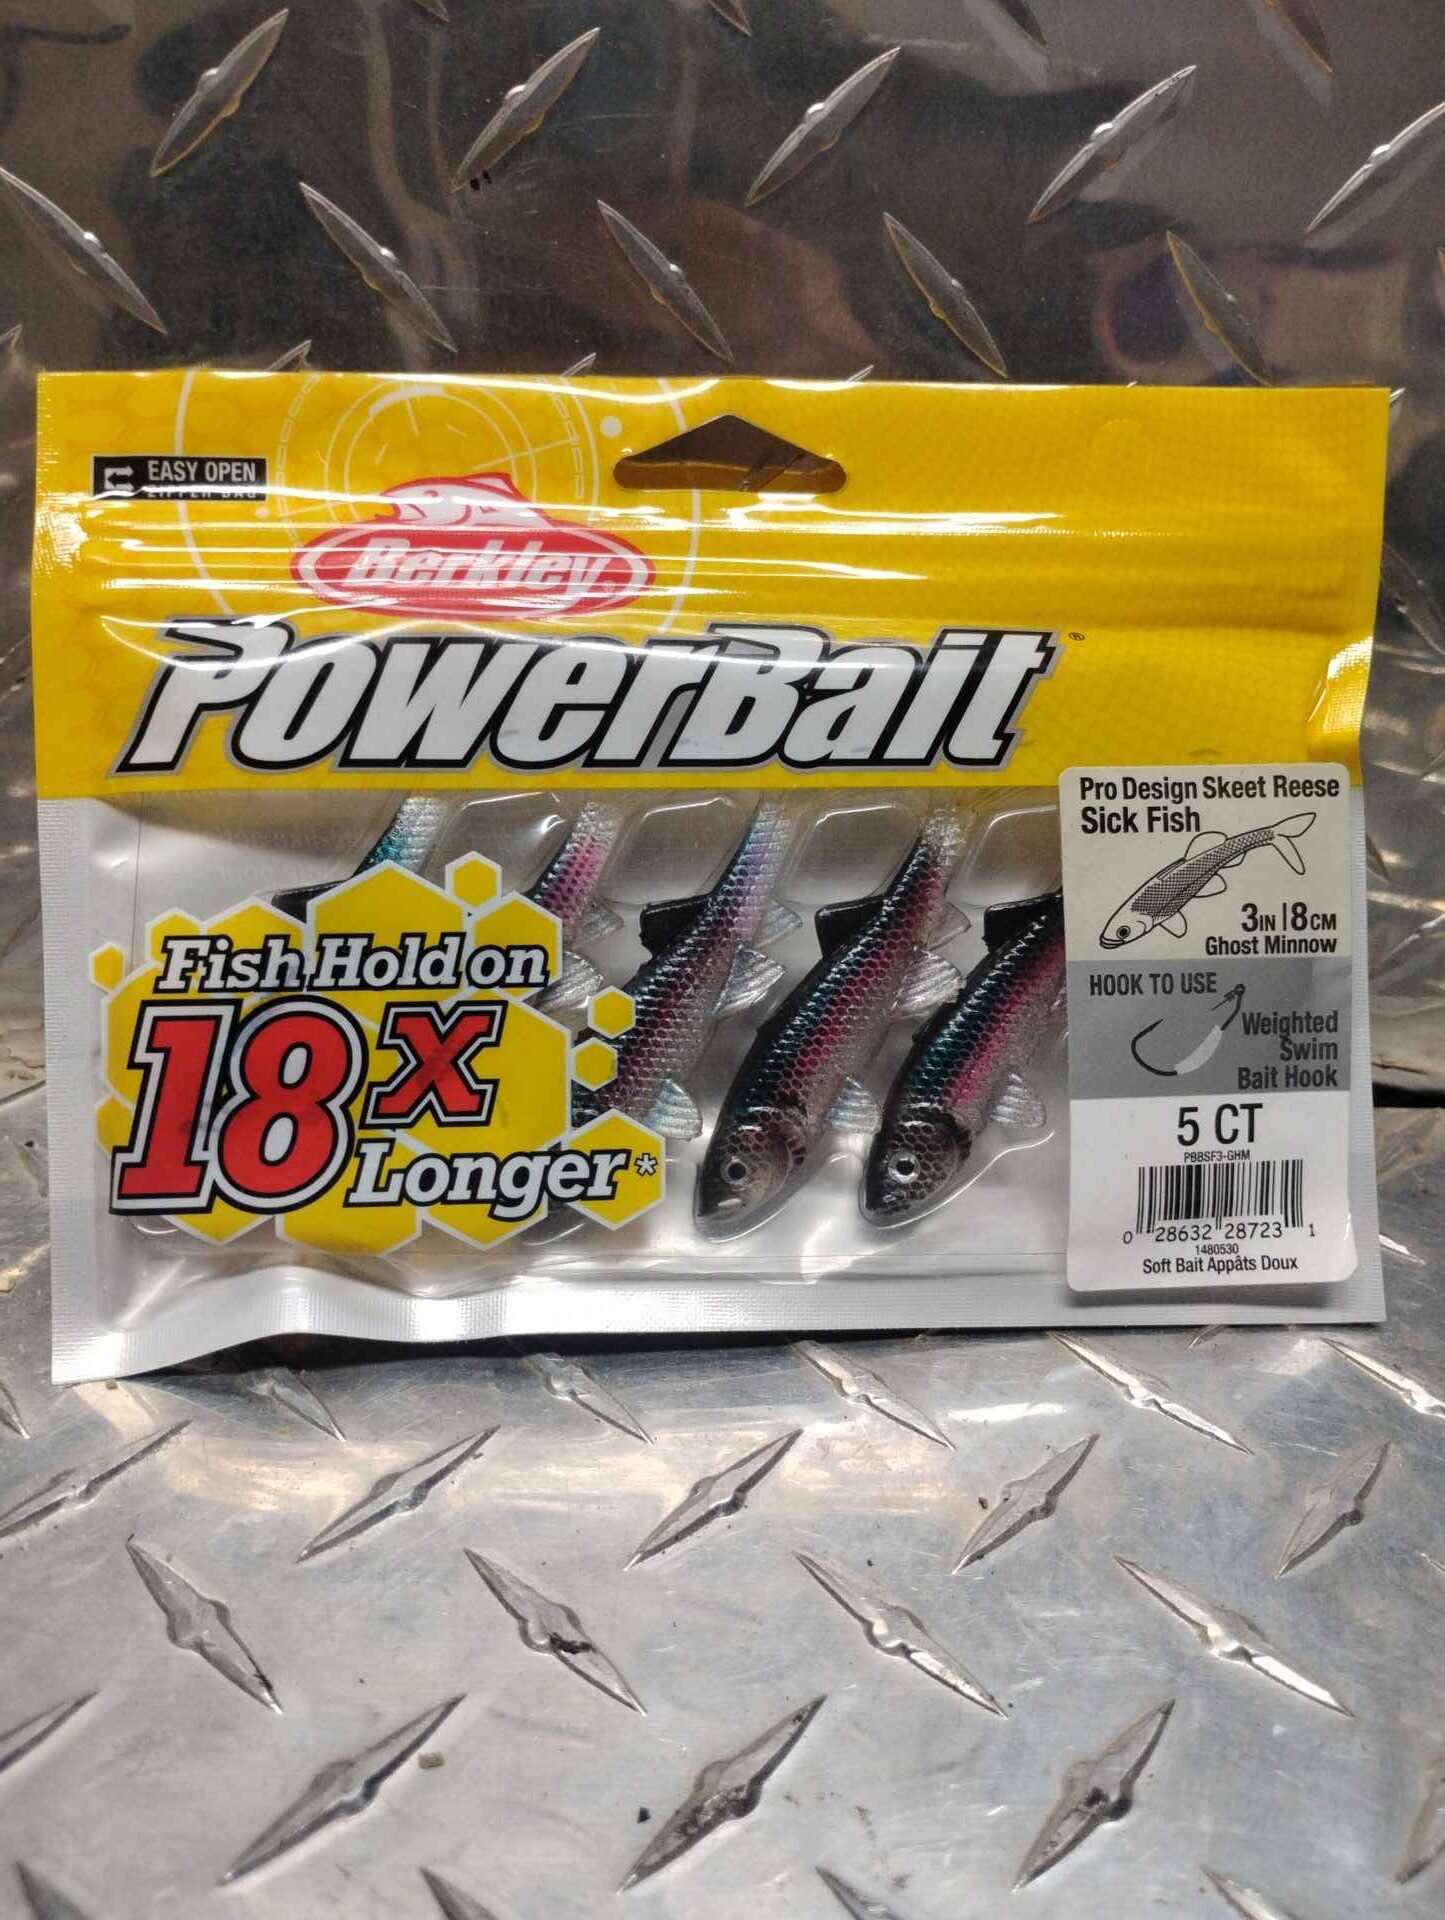 EASY OPEN
ZIPPER BAG
Berkley®
PowerBait®
Pro Design Skeet Reese
Sick Fish
3IN|8CM
Ghost Minnow
HOOK TO USE
Weighted
Swim
Bait Hook
5 CT
PBBSF3-GHM
0 28632 28723 1
1480530
Soft Bait Appâts Doux
Fish Hold on
18X
Longer*